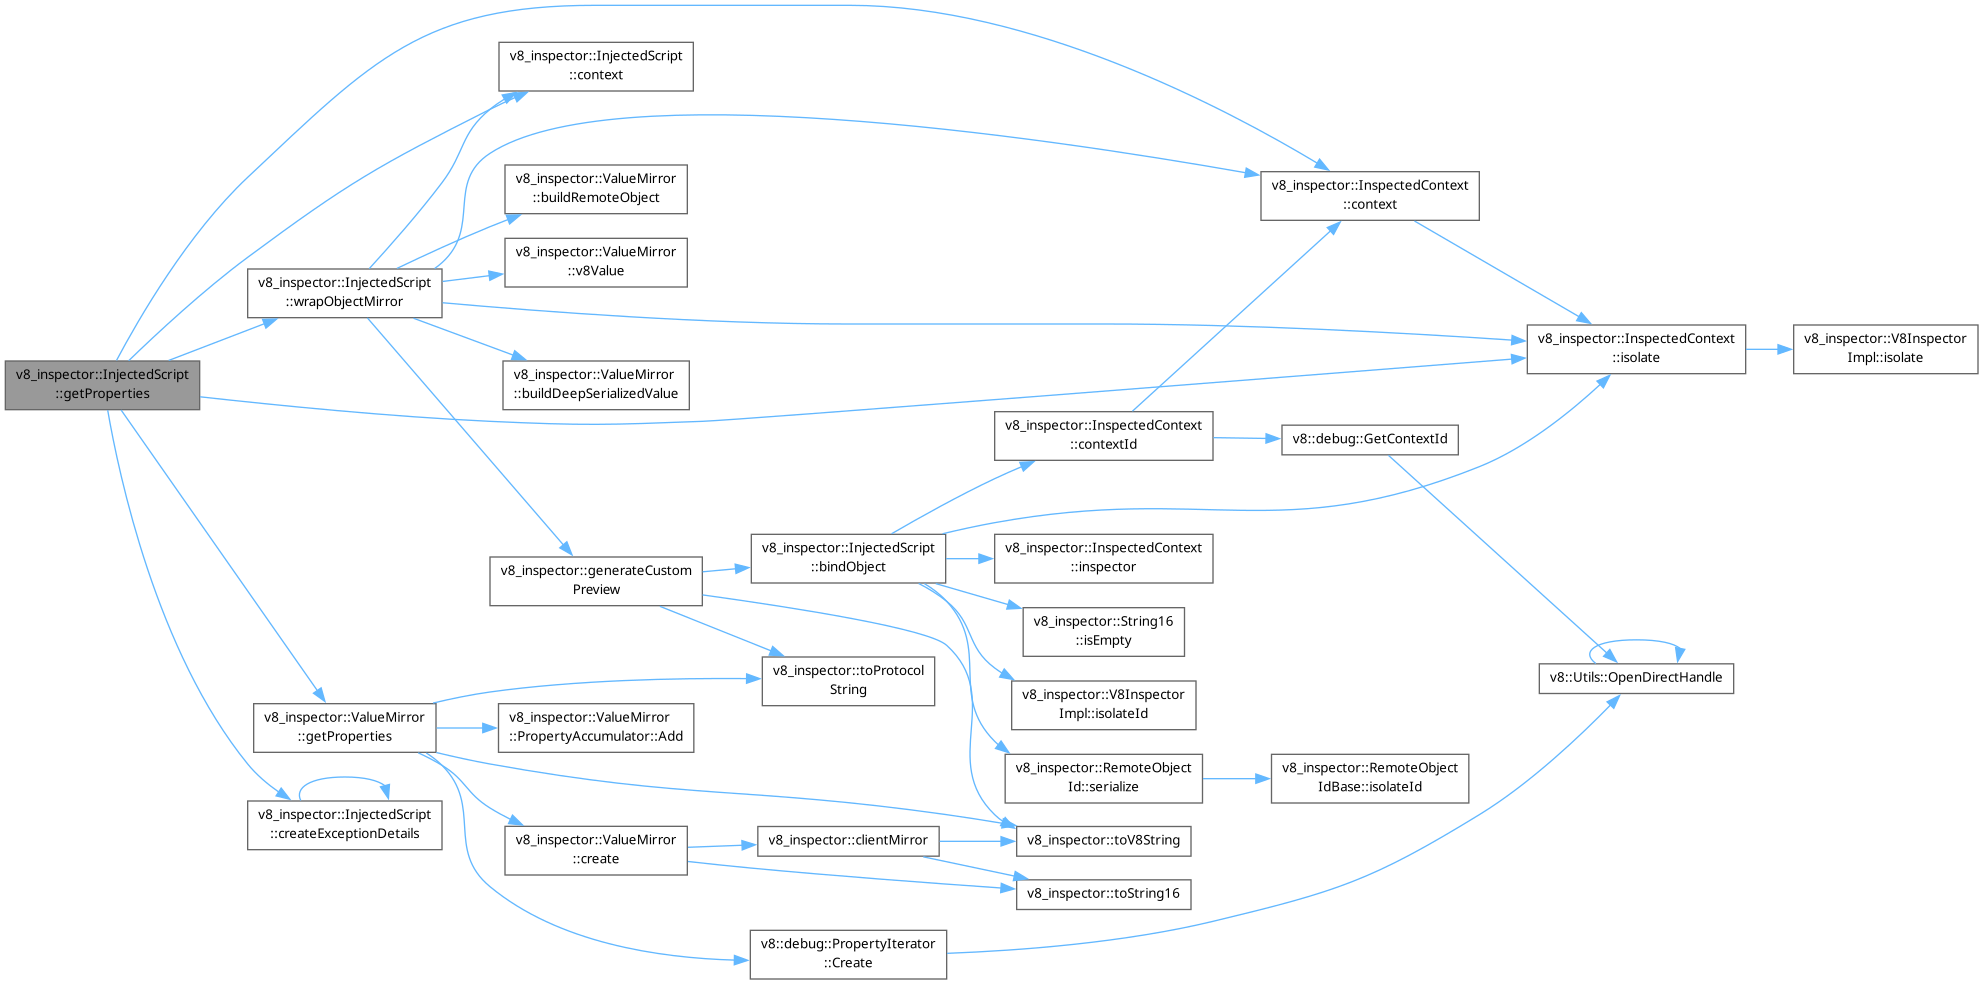 v8_inspector::InjectedScript
::getProperties
v8_inspector::InjectedScript
::context
v8_inspector::InjectedScript
::wrapObjectMirror
v8_inspector::ValueMirror
::buildRemoteObject
v8_inspector::ValueMirror
::v8Value
v8_inspector::ValueMirror
::buildDeepSerializedValue
v8_inspector::generateCustom
Preview
v8_inspector::ValueMirror
::getProperties
v8_inspector::InjectedScript
::createExceptionDetails
v8_inspector::ValueMirror
::PropertyAccumulator::Add
v8_inspector::ValueMirror
::create
v8_inspector::InjectedScript
::bindObject
v8_inspector::toProtocol
String
v8_inspector::clientMirror
v8::debug::PropertyIterator
::Create
v8_inspector::InspectedContext
::contextId
v8_inspector::InspectedContext
::inspector
v8_inspector::String16
::isEmpty
v8_inspector::V8Inspector
Impl::isolateId
v8_inspector::RemoteObject
Id::serialize
v8_inspector::toV8String
v8_inspector::toString16
v8_inspector::InspectedContext
::context
v8::debug::GetContextId
v8_inspector::RemoteObject
IdBase::isolateId
v8_inspector::InspectedContext
::isolate
v8::Utils::OpenDirectHandle
v8_inspector::V8Inspector
Impl::isolate